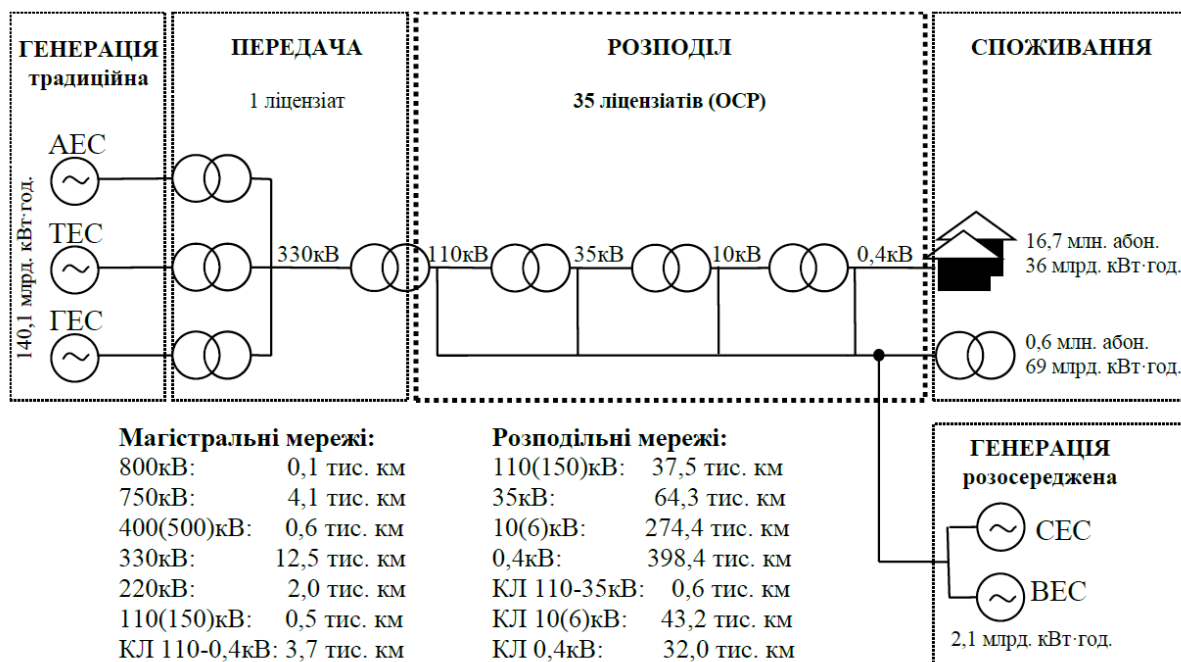 ГЕНЕРАЦІЯ
традиційна
АЕС
ТЕС
ГЕС
140,1 млрд. кВт·год.
ПЕРЕДАЧА
1 ліцензіат
330кВ
РОЗПОДІЛ
35 ліцензіатів (ОСР)
110кВ
35кВ
10кВ
0,4кВ
СПОЖИВАННЯ
16,7 млн. абон.
36 млрд. кВт·год.
0,6 млн. абон.
69 млрд. кВт·год.
Магістральні мережі:
800кВ: 0,1 тис. км
750кВ: 4,1 тис. км
400(500)кВ: 0,6 тис. км
330кВ: 12,5 тис. км
220кВ: 2,0 тис. км
110(150)кВ: 0,5 тис. км
КЛ 110-0,4кВ: 3,7 тис. км
Розподільні мережі:
110(150)кВ: 37,5 тис. км
35кВ: 64,3 тис. км
10(6)кВ: 274,4 тис. км
0,4кВ: 398,4 тис. км
КЛ 110-35кВ: 0,6 тис. км
КЛ 10(6)кВ: 43,2 тис. км
КЛ 0,4кВ: 32,0 тис. км
ГЕНЕРАЦІЯ
розосереджена
СЕС
ВЕС
2,1 млрд. кВт·год.